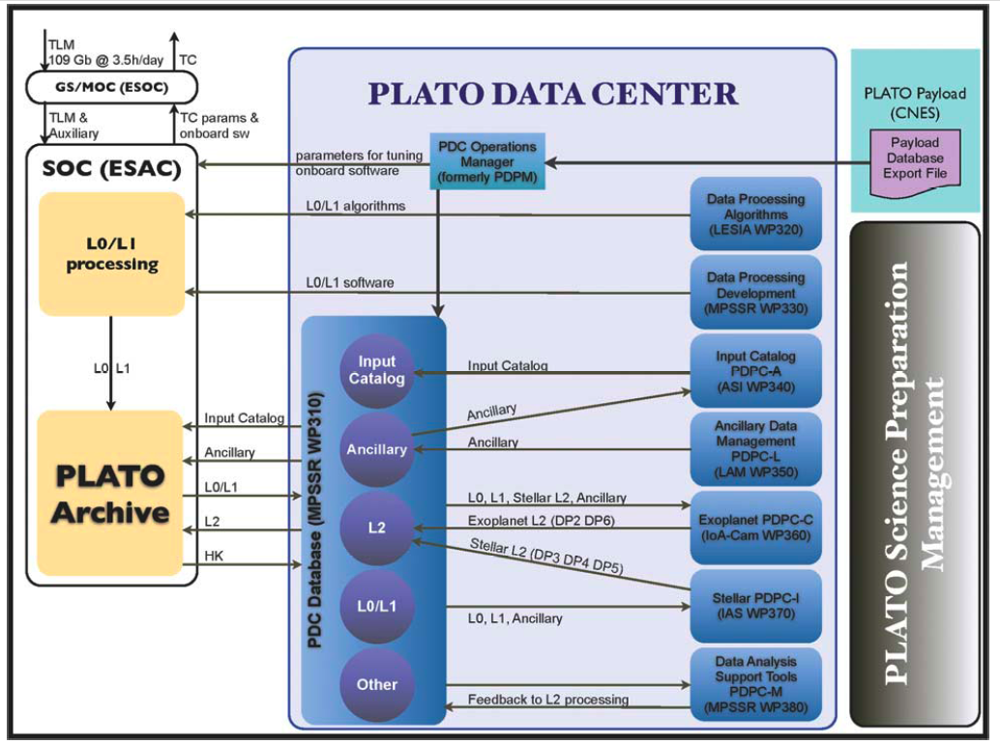 TLM
109 Gb @ 3.5h/day
TC
GS/MOC (ESOC)
TLM &
Auxiliary
TC params &
onboard sw
SOC (ESAC)
L0/L1
processing
L0 L1
PLATO
Archive
PLATO DATA CENTER
PDC Operations
Manager
(formerly PDPM)
parameters for tuning
onboard software
L0/L1 algorithms
L0/L1 software
Data Processing
Algorithms
(LESIA WP320)
Data Processing
Development
(MPSSR WP330)
Input Catalog
PDPC-A
(ASI WP340)
Ancillary Data
Management
PDPC-L
(LAM WP350)
Exoplanet PDPC-C
(IoA-Cam WP360)
Stellar PDPC-I
(IAS WP370)
Data Analysis
Support Tools
PDPC-M
(MPSSR WP380)
Input Catalog
Ancillary
L0/L1
L2
HK
PDC Database (MPSSR WP310)
Input
Catalog
Ancillary
L2
L0/L1
Other
Input Catalog
Ancillary
Ancillary
L0, L1, Stellar L2, Ancillary
Exoplanet L2 (DP2 DP6)
Stellar L2 (DP3 DP4 DP5)
L0, L1, Ancillary
Feedback to L2 processing
PLATO Payload
(CNES)
Payload
Database
Export File
PLATO Science Preparation
Management